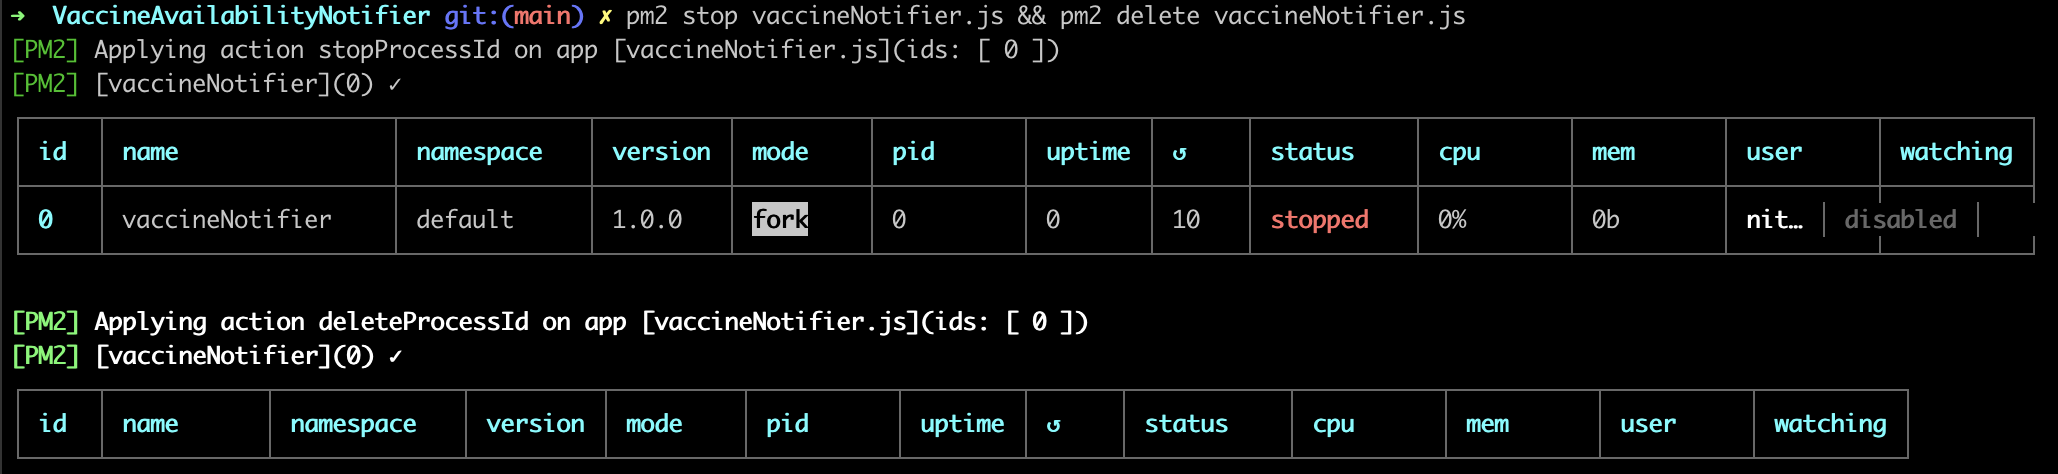 ➜ VaccineAvailabilityNotifier git:(main) ✗ pm2 stop vaccineNotifier.js && pm2 delete vaccineNotifier.js
[PM2] Applying action stopProcessId on app [vaccineNotifier.js](ids: [ 0 ])
[PM2] [vaccineNotifier](0) ✓
id name namespace version mode pid uptime ↺ status cpu mem user watching
0 vaccineNotifier default 1.0.0 fork 0 0 10 stopped 0% 0b nit… disabled
[PM2] Applying action deleteProcessId on app [vaccineNotifier.js](ids: [ 0 ])
[PM2] [vaccineNotifier](0) ✓
id name namespace version mode pid uptime ↺ status cpu mem user watching